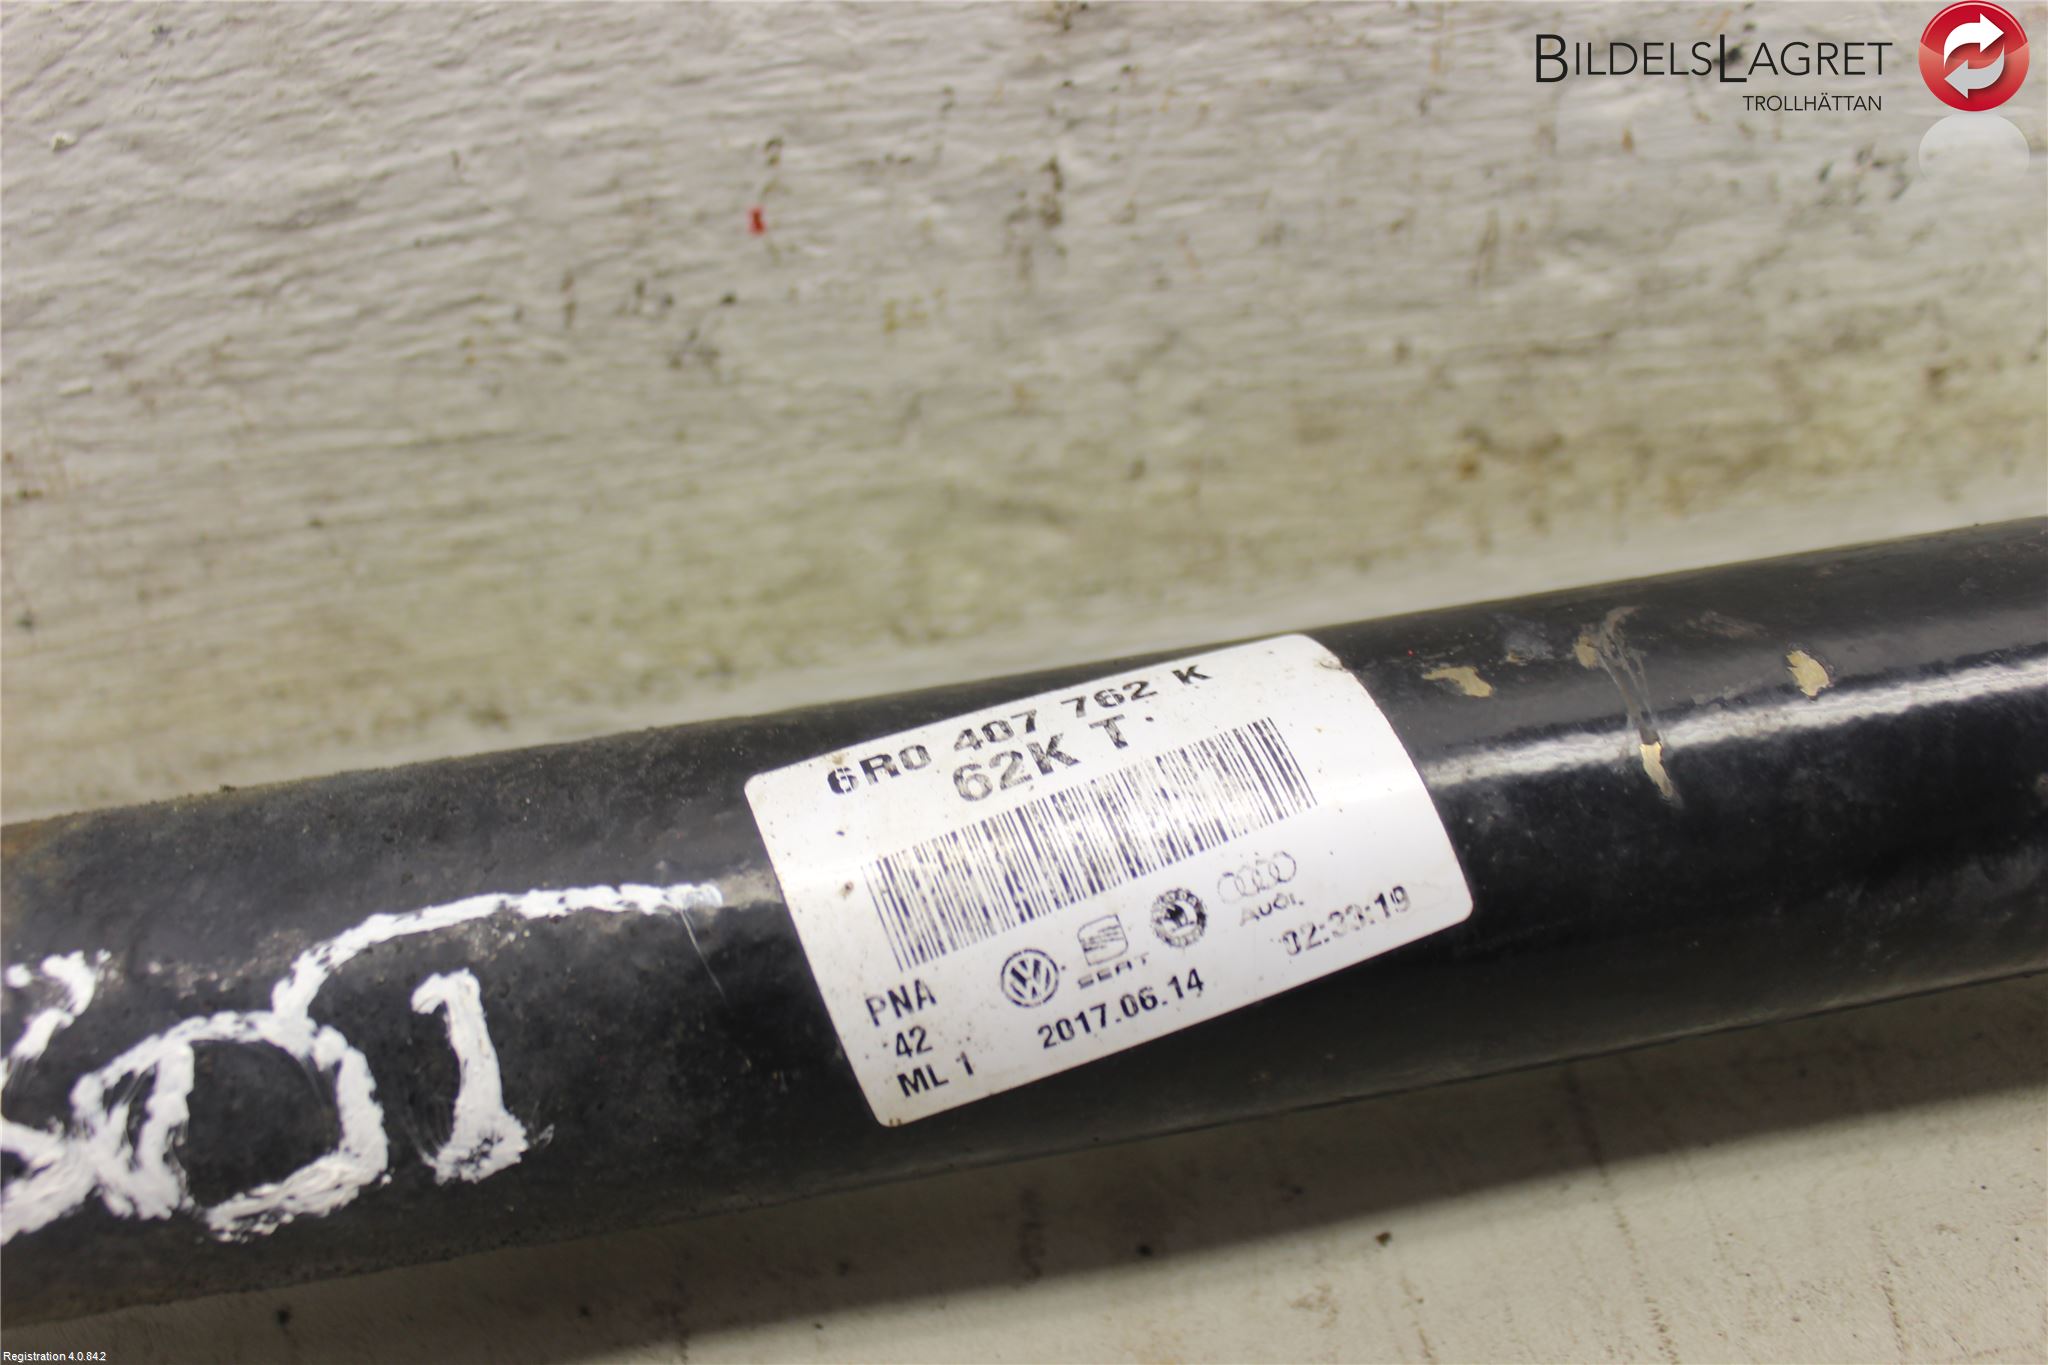 BILDELSLAGRET
TROLLHÄTTAN
6R0 407 762 K
62K T
AUDI
SEAT
02:33:19
PNA
42
2017.06.14
ML 1
Registration 4.0.84.2